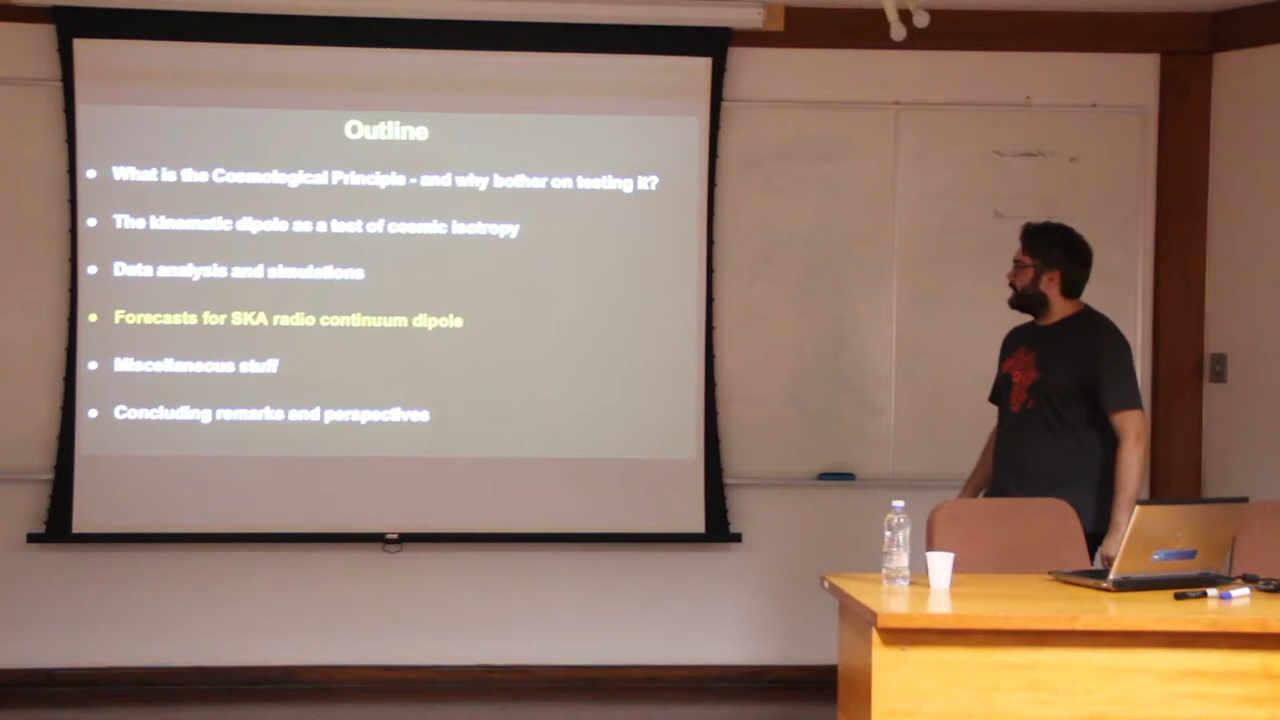 Outline
• What is the Cosmological Principle - and why bother on testing it?
• The kinematic dipole as a test of cosmic isotropy
• Data analysis and simulations
• Forecasts for SKA radio continuum dipole
• Miscellaneous stuff
• Concluding remarks and perspectives